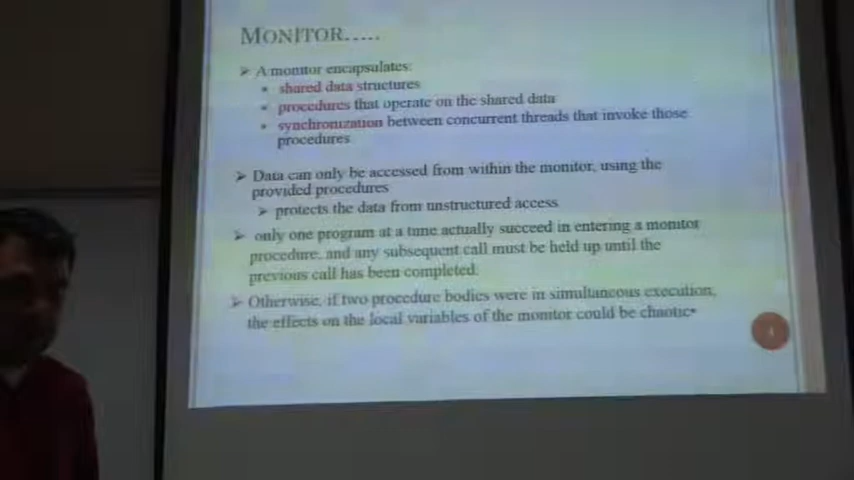 MONITOR.....
➢ A monitor encapsulates:
▪ shared data structures
▪ procedures that operate on the shared data
▪ synchronization between concurrent threads that invoke those
procedures
➢ Data can only be accessed from within the monitor, using the
provided procedures
➢ protects the data from unstructured access
➢ only one program at a time actually succeed in entering a monitor
procedure, and any subsequent call must be held up until the
previous call has been completed.
➢ Otherwise, if two procedure bodies were in simultaneous execution,
the effects on the local variables of the monitor could be chaotic